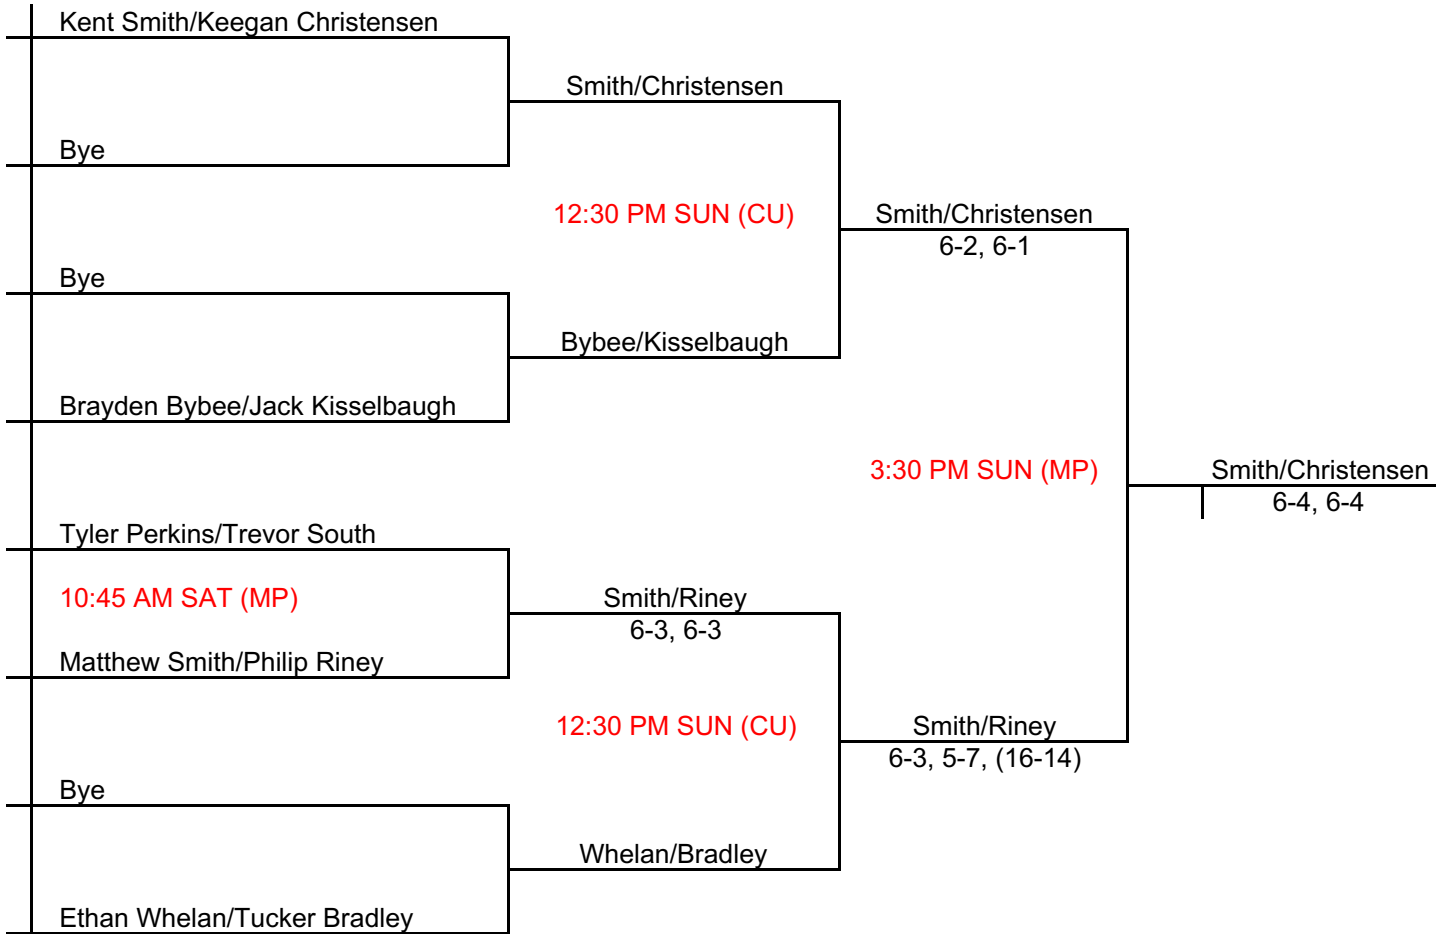 Kent Smith/Keegan Christensen
Smith/Christensen
Bye
12:30 PM SUN (CU)
Smith/Christensen
6-2, 6-1
Bye
Bybee/Kisselbaugh
Brayden Bybee/Jack Kisselbaugh
3:30 PM SUN (MP)
Smith/Christensen
6-4, 6-4
Tyler Perkins/Trevor South
10:45 AM SAT (MP)
Smith/Riney
6-3, 6-3
Matthew Smith/Philip Riney
12:30 PM SUN (CU)
Smith/Riney
6-3, 5-7, (16-14)
Bye
Whelan/Bradley
Ethan Whelan/Tucker Bradley